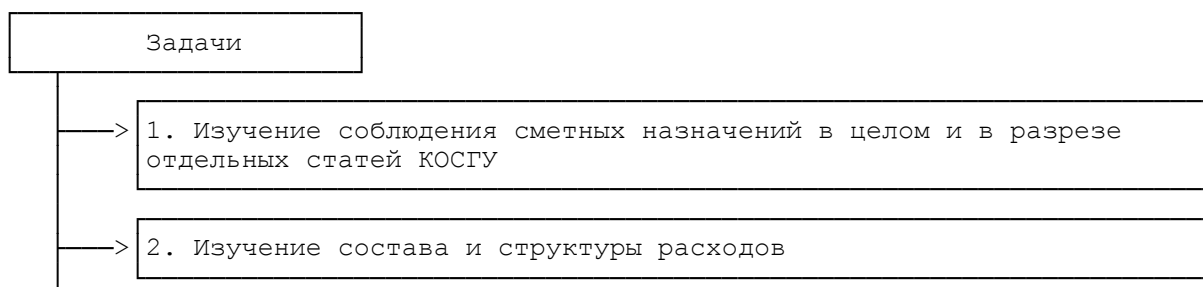 Задачи
1. Изучение соблюдения сметных назначений в целом и в разрезе
отдельных статей КОСГУ
2. Изучение состава и структуры расходов